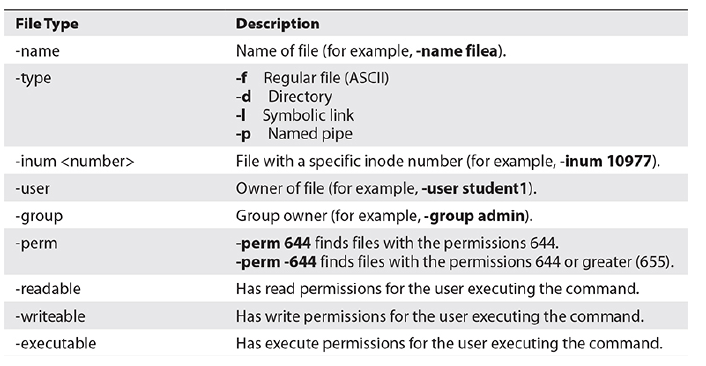 File Type Description
-name Name of file (for example, -name filea).
-type -f Regular file (ASCII)
-d Directory
-l Symbolic link
-p Named pipe
-inum <number> File with a specific inode number (for example, -inum 10977).
-user Owner of file (for example, -user student1).
-group Group owner (for example, -group admin).
-perm -perm 644 finds files with the permissions 644.
-perm -644 finds files with the permissions 644 or greater (655).
-readable Has read permissions for the user executing the command.
-writeable Has write permissions for the user executing the command.
-executable Has execute permissions for the user executing the command.